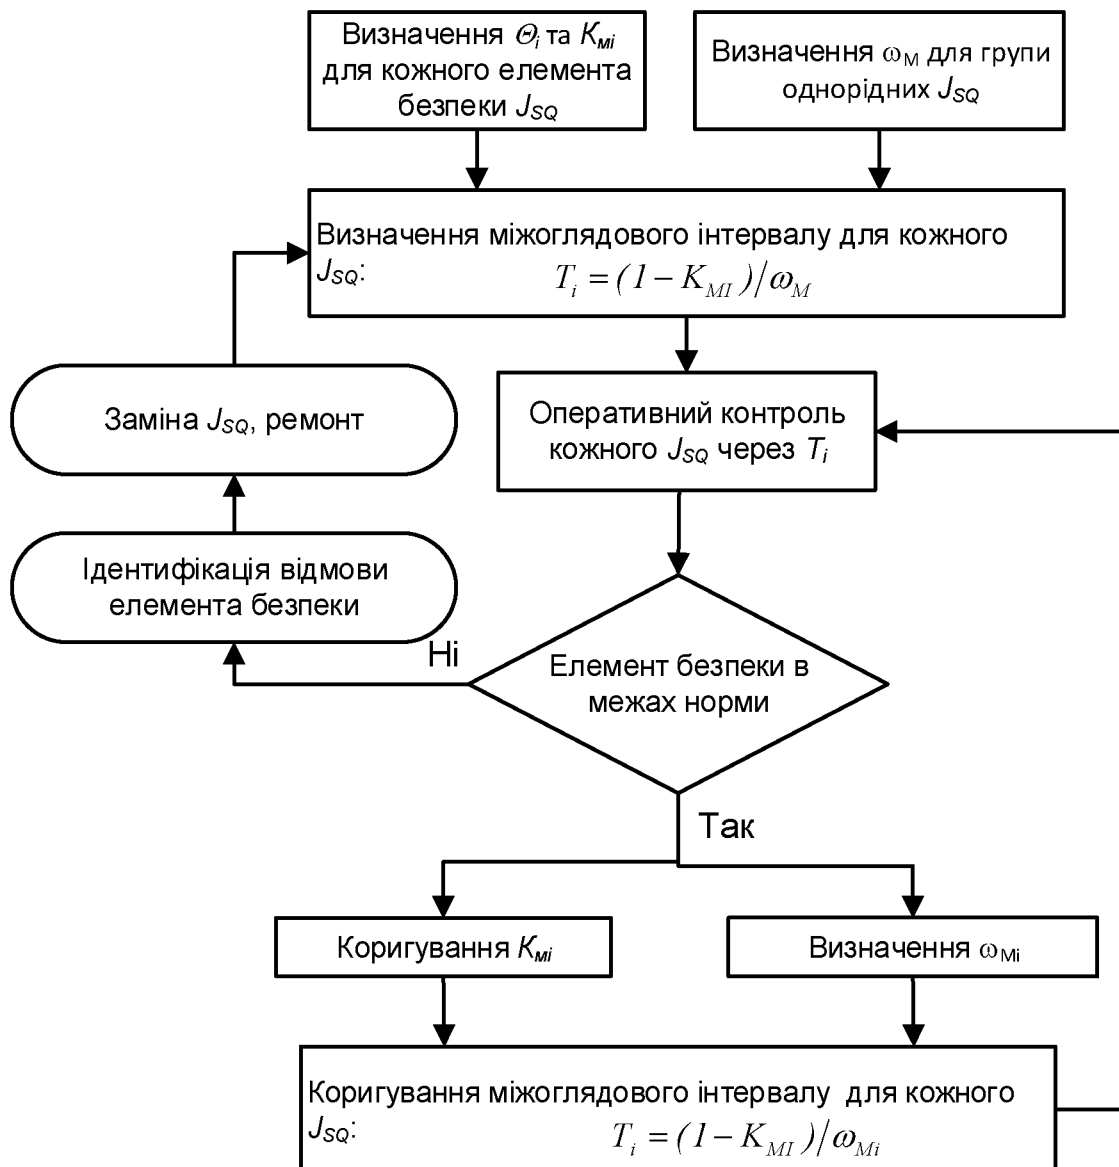 Визначення Θi та Kмі
для кожного елемента
безпеки JSQ
Визначення ωM для групи
однорідних JSQ
Визначення міжоглядового інтервалу для кожного
JSQ: Ti = (1 − KMI)/ωM
Заміна JSQ, ремонт
Оперативний контроль
кожного JSQ через Ti
Ідентифікація відмови
елемента безпеки
Ні
Елемент безпеки в
межах норми
Так
Коригування Kмі
Визначення ωMi
Коригування міжоглядового інтервалу для кожного
JSQ: Ti = (1 − KMI)/ωMi